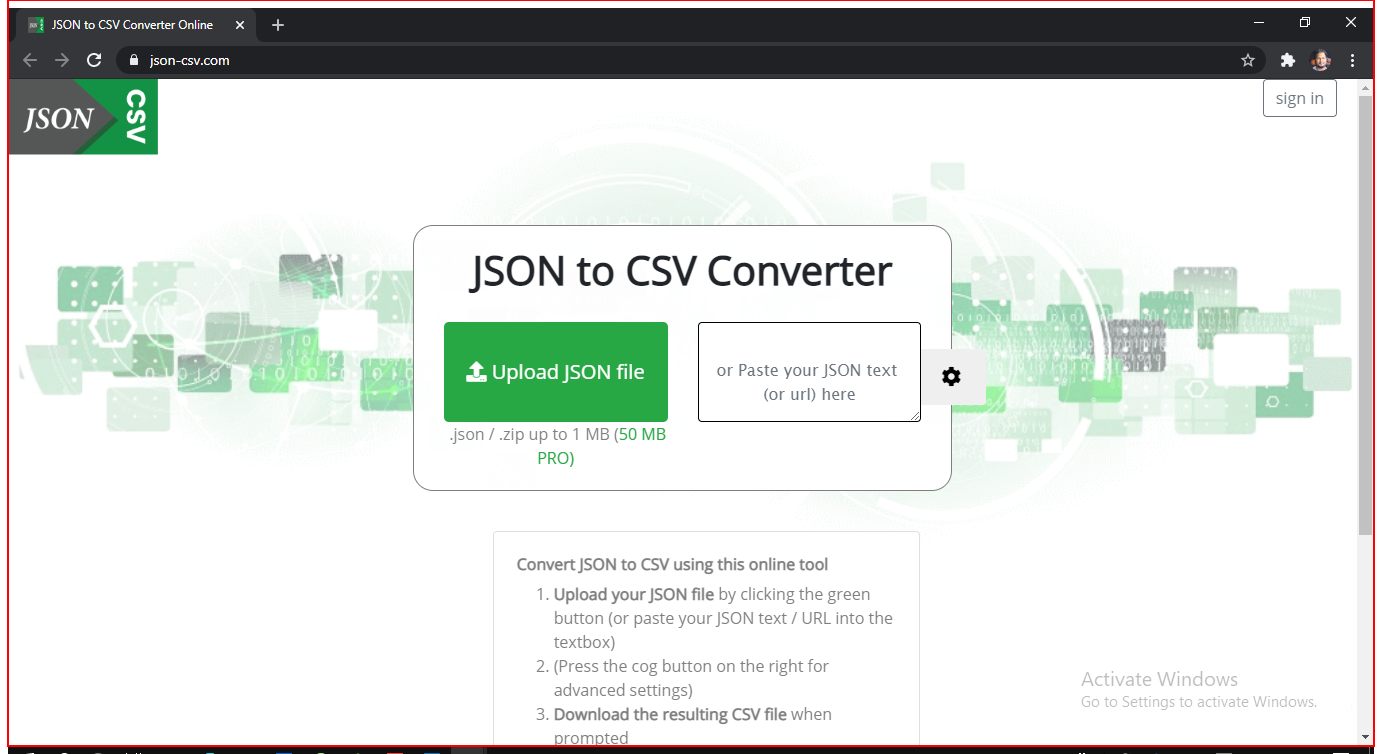 JSON to CSV Converter Online
json-csv.com
JSON
CSV
sign in
JSON to CSV Converter
Upload JSON file
or Paste your JSON text
(or url) here
.json / .zip up to 1 MB (50 MB
PRO)
Convert JSON to CSV using this online tool
1. Upload your JSON file by clicking the green
button (or paste your JSON text / URL into the
textbox)
2. (Press the cog button on the right for
advanced settings)
3. Download the resulting CSV file when
prompted
Activate Windows
Go to Settings to activate Windows.